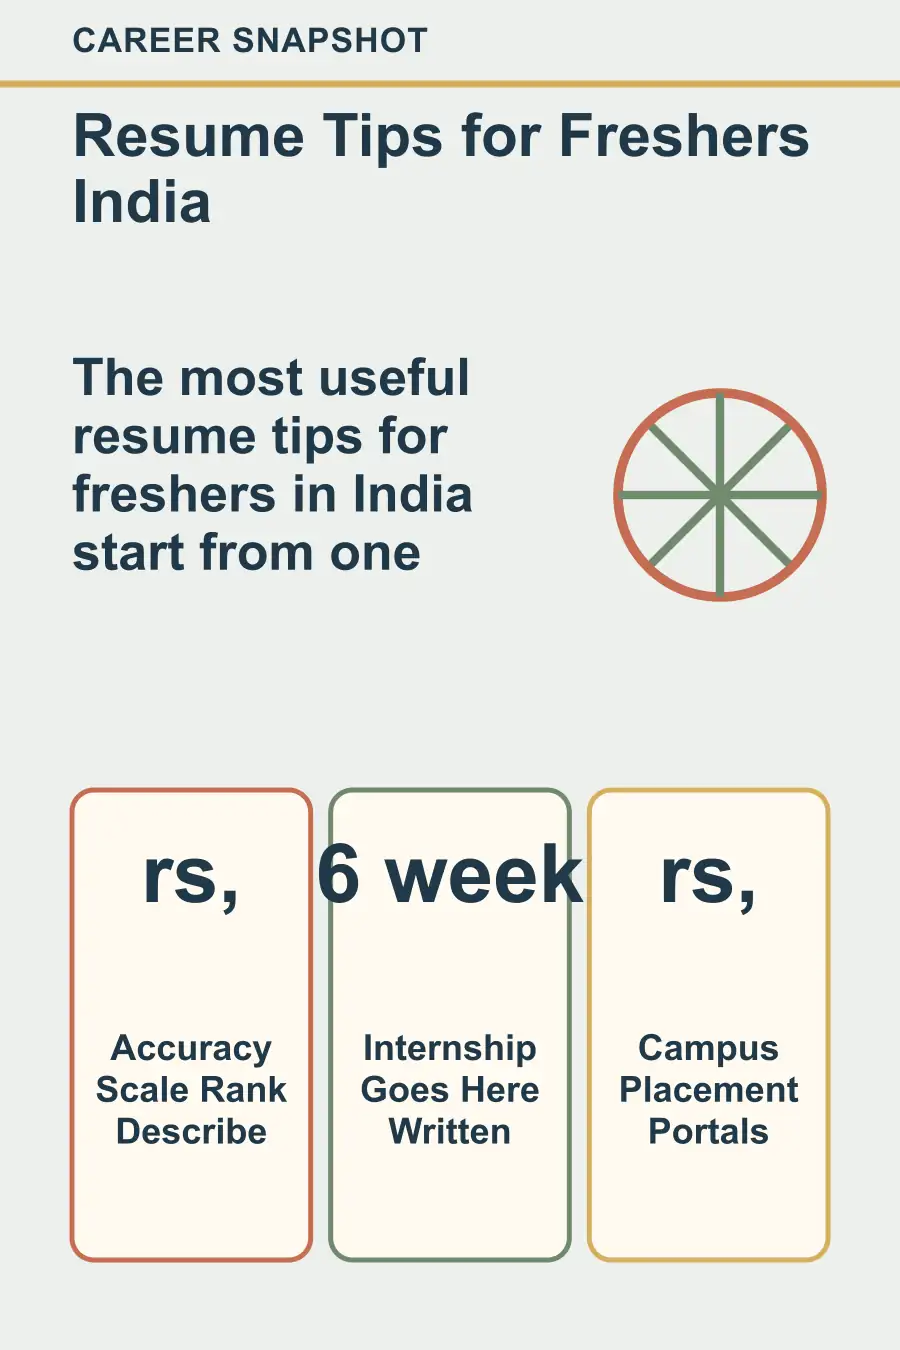 CAREER SNAPSHOT
Resume Tips for Freshers
India
The most useful
resume tips for
freshers in India
start from one
rs,
Accuracy
Scale Rank
Describe
6 week
Internship
Goes Here
Written
rs,
Campus
Placement
Portals